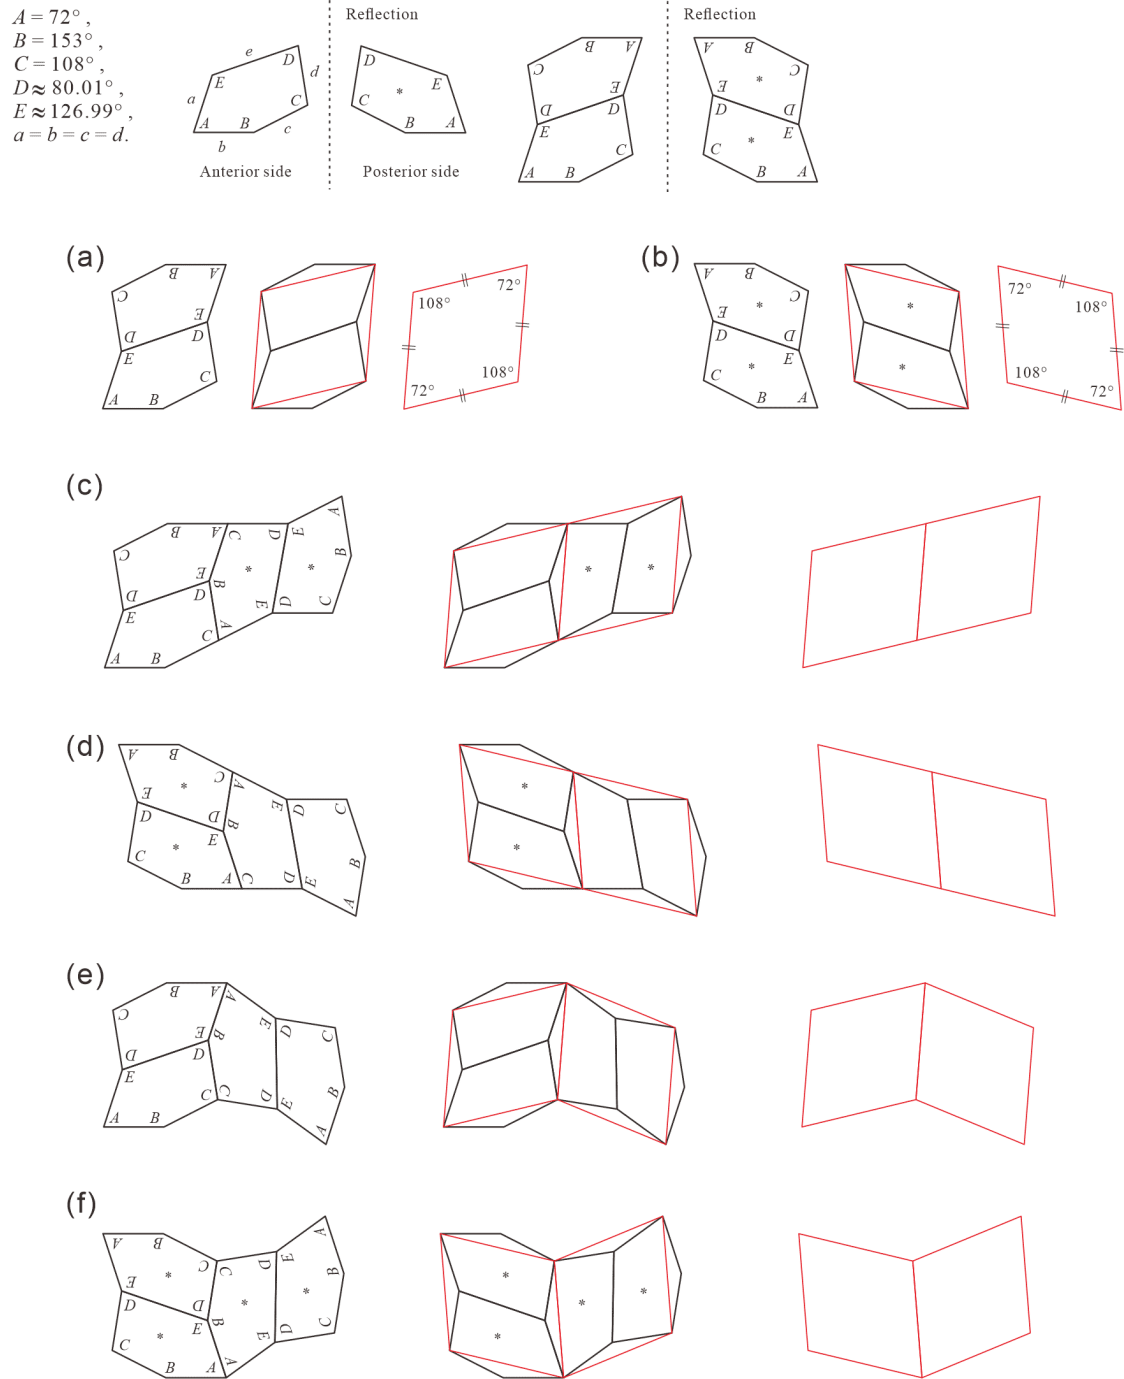 A = 72° ,
B = 153° ,
C = 108° ,
D ≈ 80.01° ,
E ≈ 126.99° ,
a = b = c = d.
e
D
d
E
a
C
A
B
c
b
Anterior side
Reflection
D
E
*
C
B
A
Posterior side
B
A
C
E
D
D
E
C
A
B
Reflection
A
B
*
C
E
D
D
E
*
C
B
A
(a)
B
A
C
E
D
D
E
C
A
B
108°
72°
72°
108°
(b)
A
B
*
C
E
D
D
E
*
C
B
A
*
*
72°
108°
108°
72°
(c)
B
A
C
D
E
A
C
*
*
B
E
D
B
D
E
E
D
C
A
C
A
B
*
*
(d)
A
B
C
A
*
E
D
E
D
C
D
B
E
*
C
B
B
A
C
D
E
A
*
*
(e)
B
A
A
C
E
D
C
E
B
D
D
E
C
C
D
E
B
A
B
A
(f)
A
B
C
C
D
E
A
*
*
*
E
B
D
D
B
E
E
D
C
*
C
B
A
A
*
*
*
*